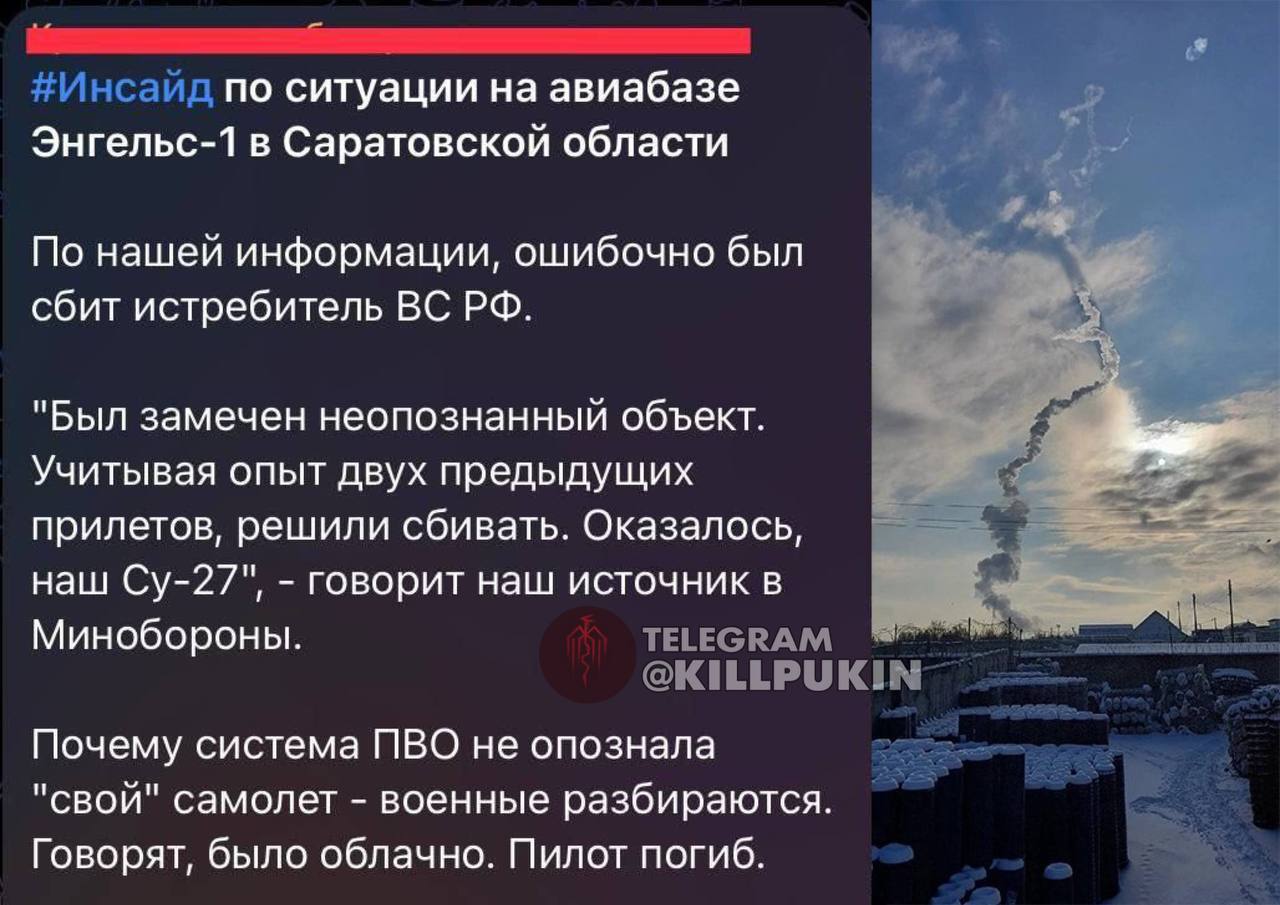 #Инсайд по ситуации на авиабазе
Энгельс-1 в Саратовской области
По нашей информации, ошибочно был
сбит истребитель ВС РФ.
"Был замечен неопознанный объект.
Учитывая опыт двух предыдущих
прилетов, решили сбивать. Оказалось,
наш Су-27", - говорит наш источник в
Минобороны.
TELEGRAM
@KILLPUKIN
Почему система ПВО не опознала
"свой" самолет - военные разбираются.
Говорят, было облачно. Пилот погиб.